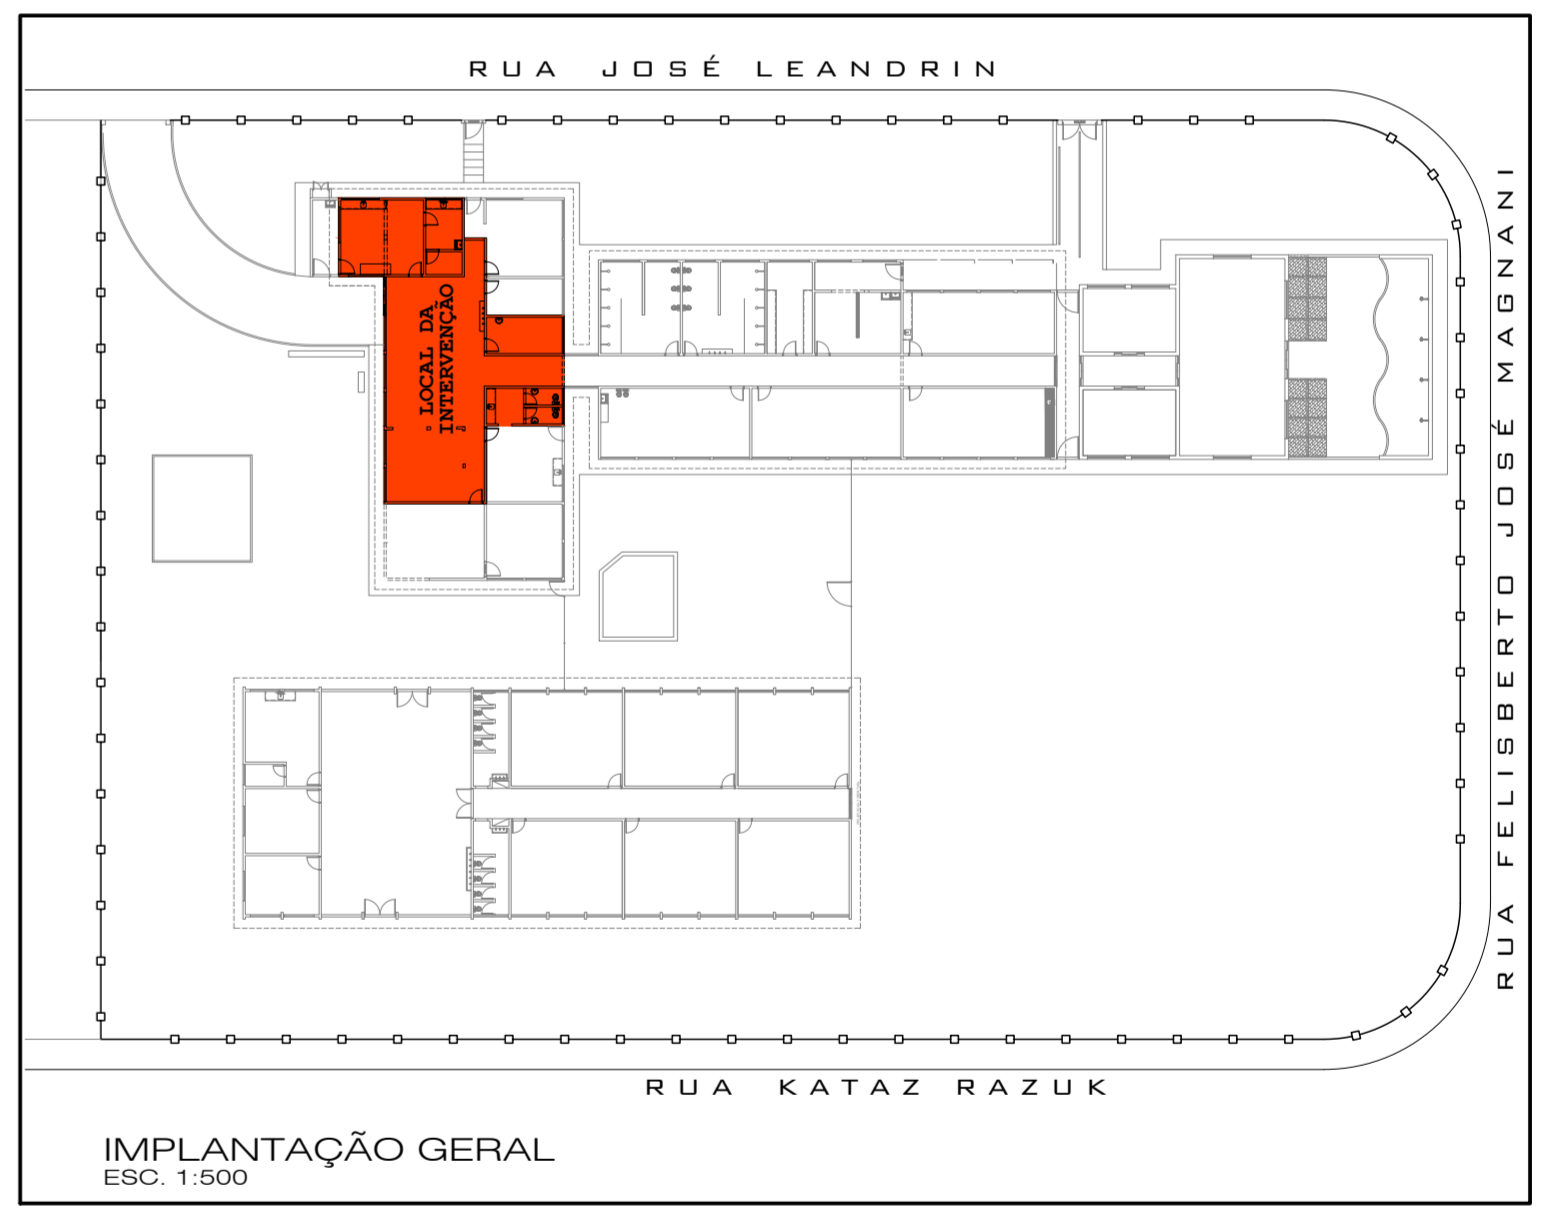 RUA JOSÉ LEANDRIN
RUA FELISBERTO JOSÉ MAGNANI
LOCAL DA
INTERVENÇÃO
RUA KATAZ RAZUK
IMPLANTAÇÃO GERAL
ESC. 1:500